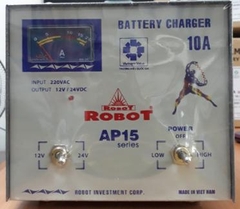 BATTERY CHARGER
10A
A
INPUT 220VAC
OUTPUT 12V / 24VDC
ROBOT
ROBOT
AP15
series
POWER
OFF
12V
24V
LOW
HIGH
ROBOT INVESTMENT CORP.
MADE IN VIET NAM